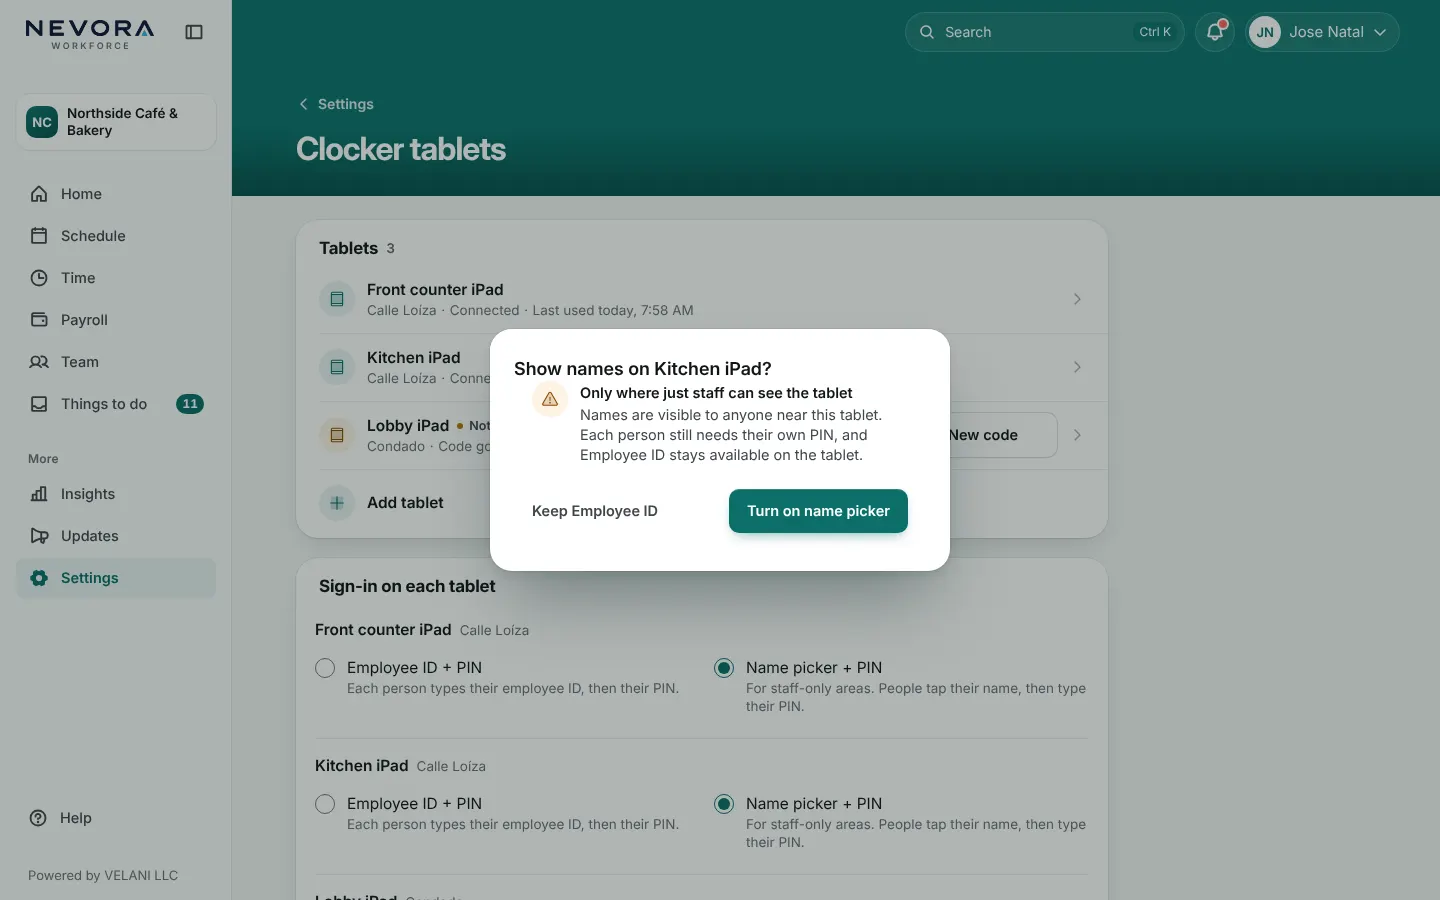 NEVORA
WORKFORCE
Search
Ctrl K
JN
Jose Natal
NC
Northside Café &
Bakery
Home
Schedule
Time
Payroll
Team
Things to do
11
More
Insights
Updates
Settings
Help
Powered by VELANI LLC
Settings
Clocker tablets
Tablets 3
Front counter iPad
Calle Loíza · Connected · Last used today, 7:58 AM
Kitchen iPad
Calle Loíza · Conne
Lobby iPad
Not
Condado · Code go
New code
Add tablet
Show names on Kitchen iPad?
Only where just staff can see the tablet
Names are visible to anyone near this tablet.
Each person still needs their own PIN, and
Employee ID stays available on the tablet.
Keep Employee ID
Turn on name picker
Sign-in on each tablet
Front counter iPad Calle Loíza
Employee ID + PIN
Each person types their employee ID, then their PIN.
Name picker + PIN
For staff-only areas. People tap their name, then type
their PIN.
Kitchen iPad Calle Loíza
Employee ID + PIN
Each person types their employee ID, then their PIN.
Name picker + PIN
For staff-only areas. People tap their name, then type
their PIN.
Lobby iPad Condado